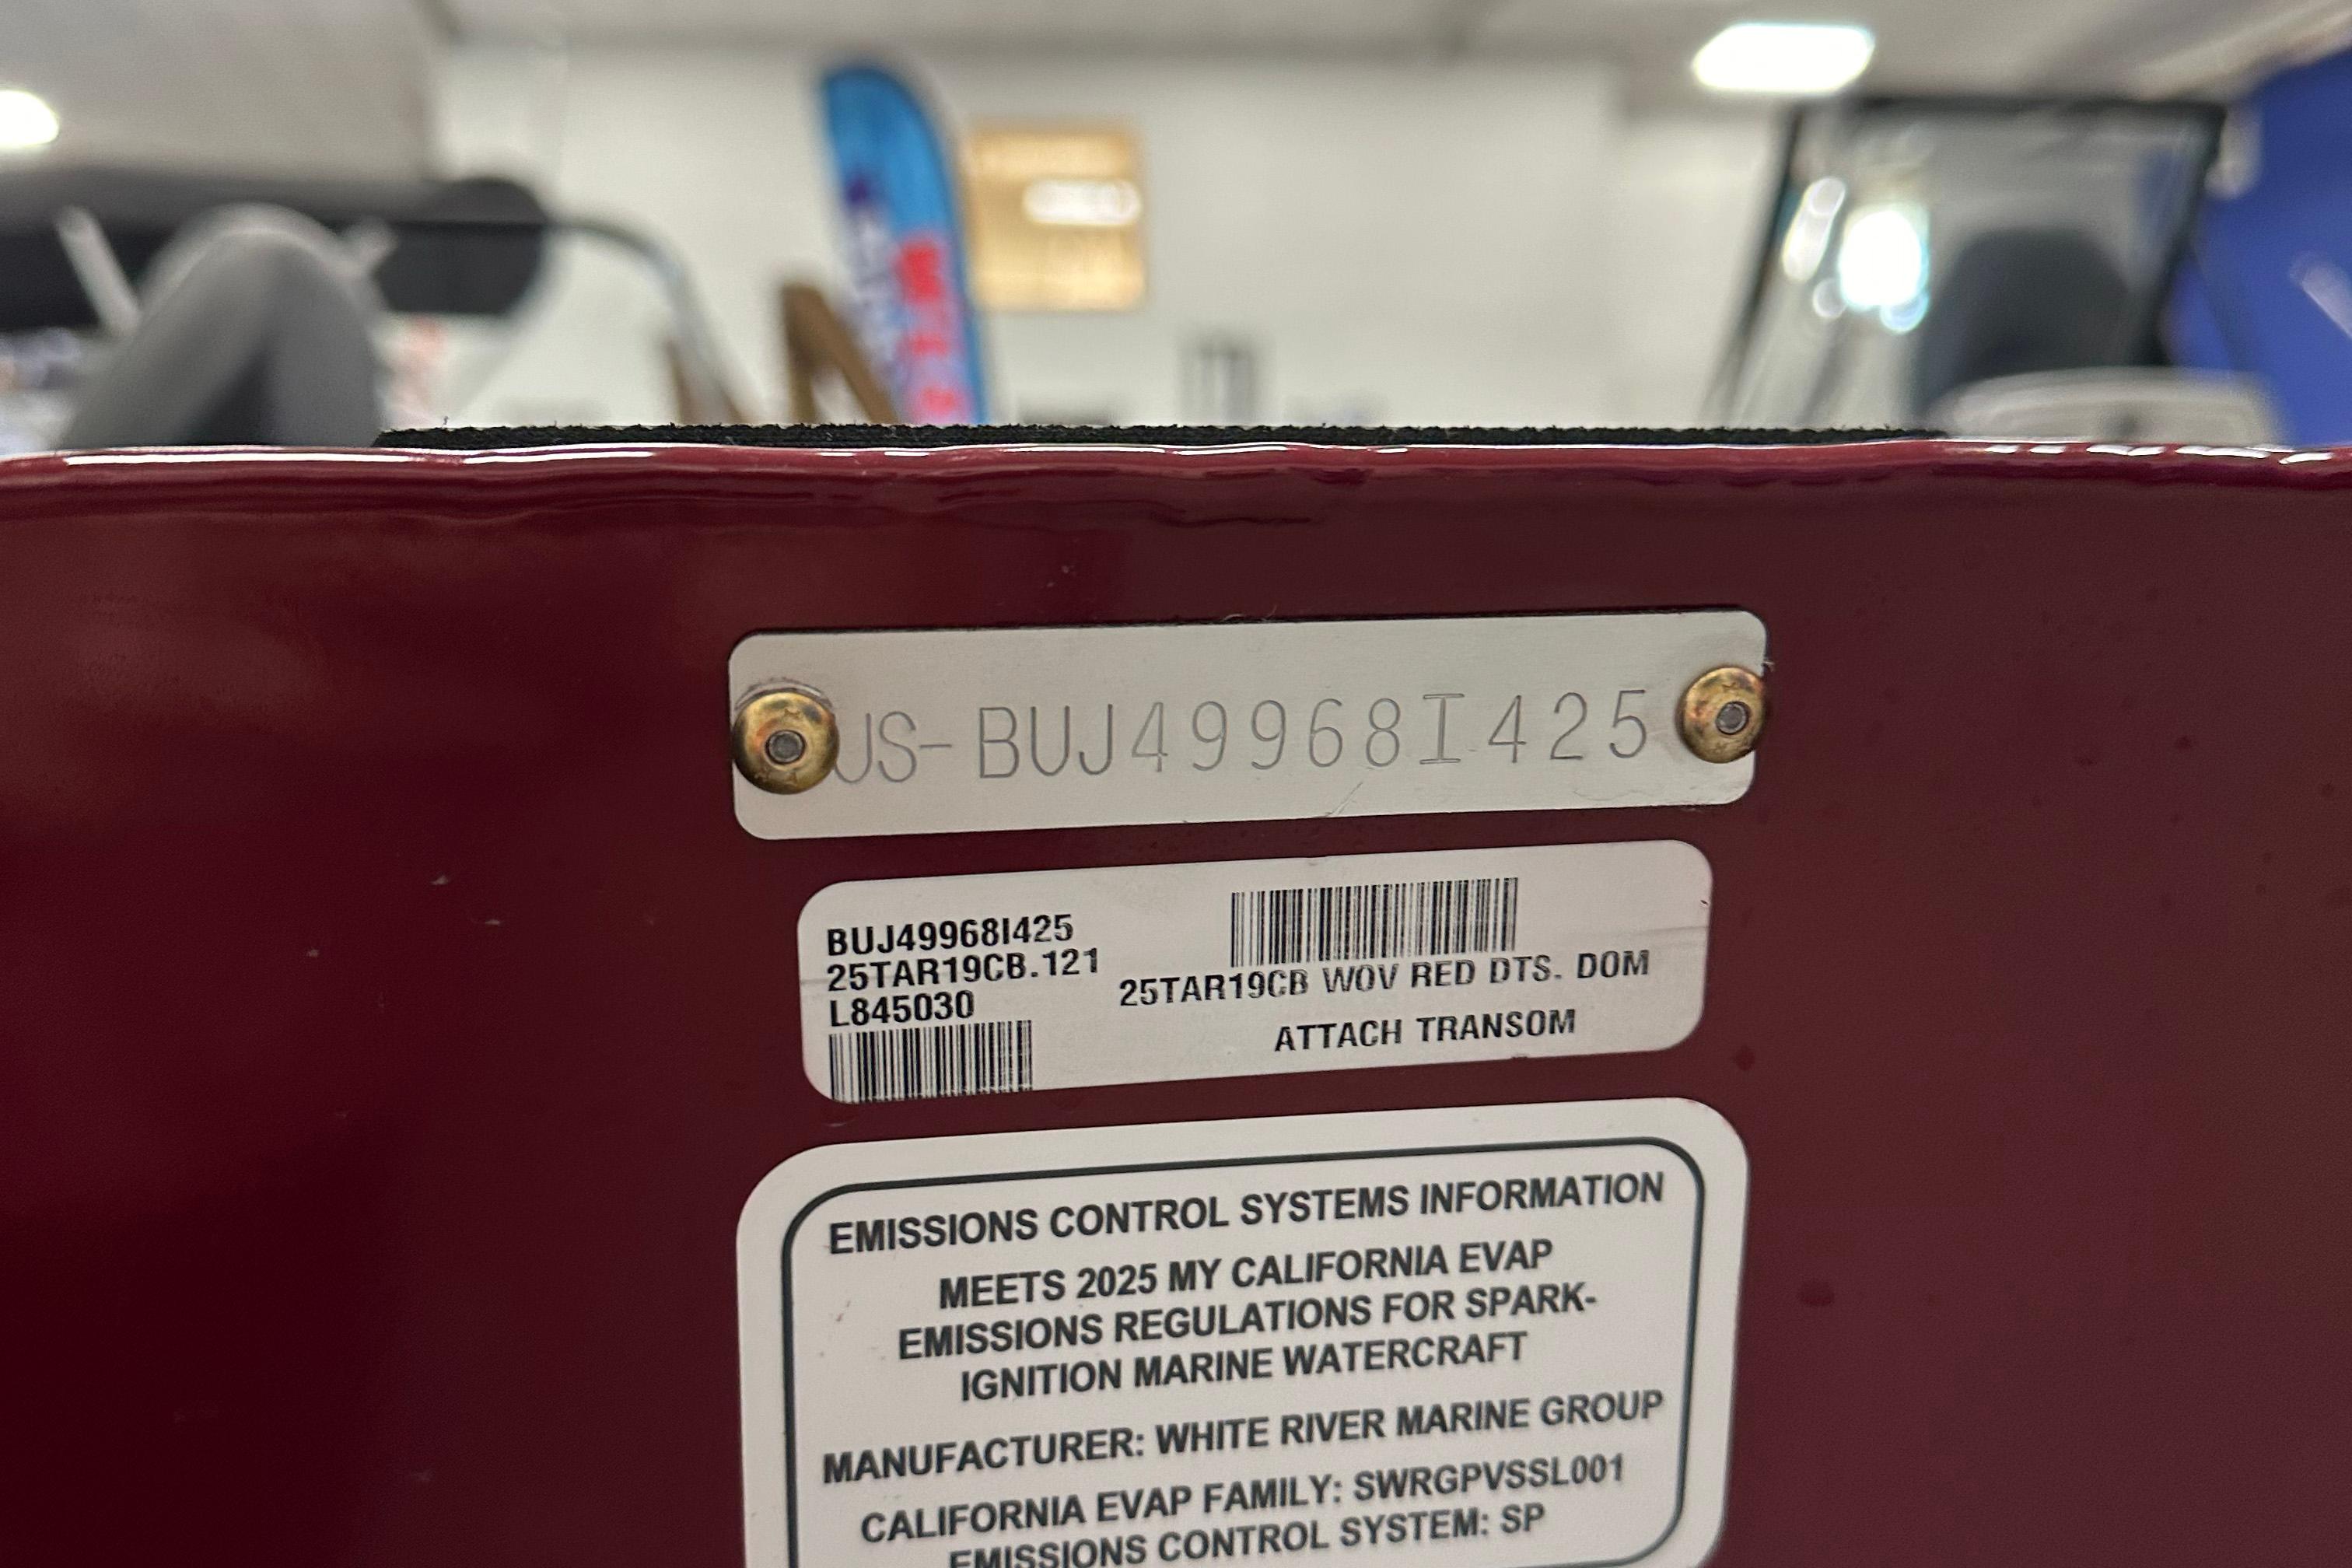 US-BUJ49968I425
BUJ49968I425
25TAR19CB.121
L845030
25TAR19CB WOV RED DTS. DOM
ATTACH TRANSOM
EMISSIONS CONTROL SYSTEMS INFORMATION
MEETS 2025 MY CALIFORNIA EVAP
EMISSIONS REGULATIONS FOR SPARK-
IGNITION MARINE WATERCRAFT
MANUFACTURER: WHITE RIVER MARINE GROUP
CALIFORNIA EVAP FAMILY: SWRGPVSSL001
EMISSIONS CONTROL SYSTEM: SP